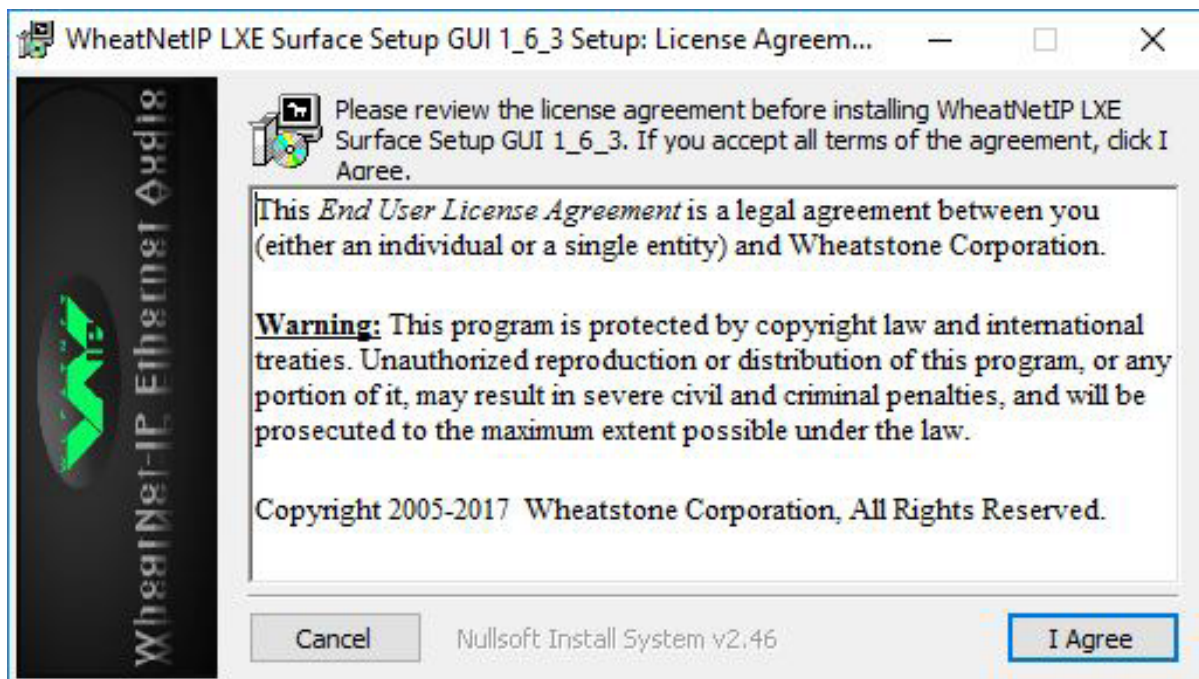 WheatNetIP LXE Surface Setup GUI 1_6_3 Setup: License Agreem...
WheatNet-IP Ethernet Audio
Please review the license agreement before installing WheatNetIP LXE
Surface Setup GUI 1_6_3. If you accept all terms of the agreement, click I
Agree.
This End User License Agreement is a legal agreement between you
(either an individual or a single entity) and Wheatstone Corporation.
Warning: This program is protected by copyright law and international
treaties. Unauthorized reproduction or distribution of this program, or any
portion of it, may result in severe civil and criminal penalties, and will be
prosecuted to the maximum extent possible under the law.
Copyright 2005-2017  Wheatstone Corporation, All Rights Reserved.
Cancel
Nullsoft Install System v2.46
I Agree